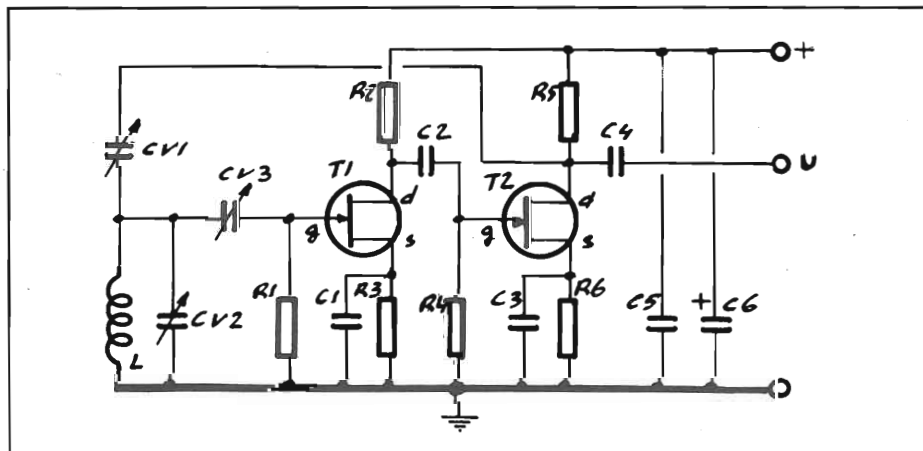 +
R2
R5
C2
C4
CV1
CV3
T1
T2
U
d
d
g
s
g
s
R1
C1
R3
R4
C3
R6
C5
+
C6
CV2
L